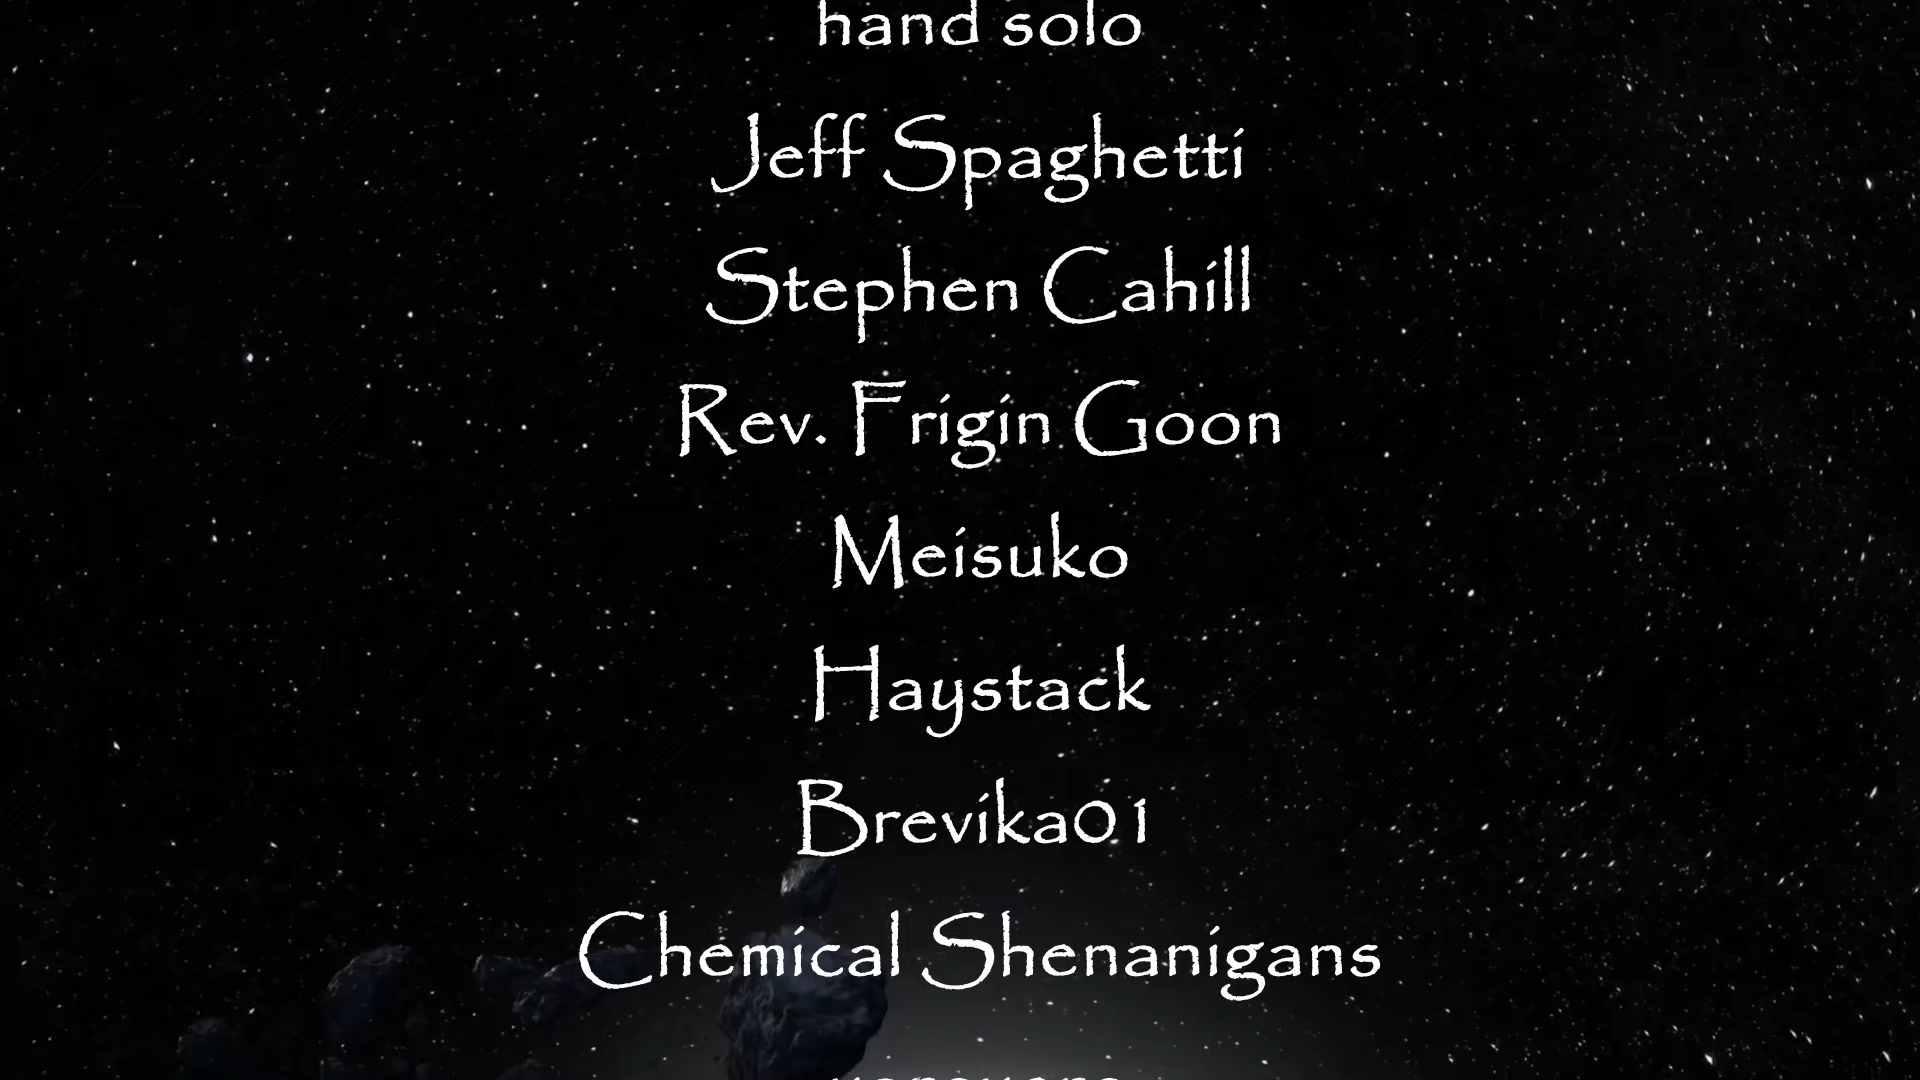 hand solo
Jeff Spaghetti
Stephen Cahill
Rev. Frigin Goon
Meisuko
Haystack
Brevika01
Chemical Shenanigans